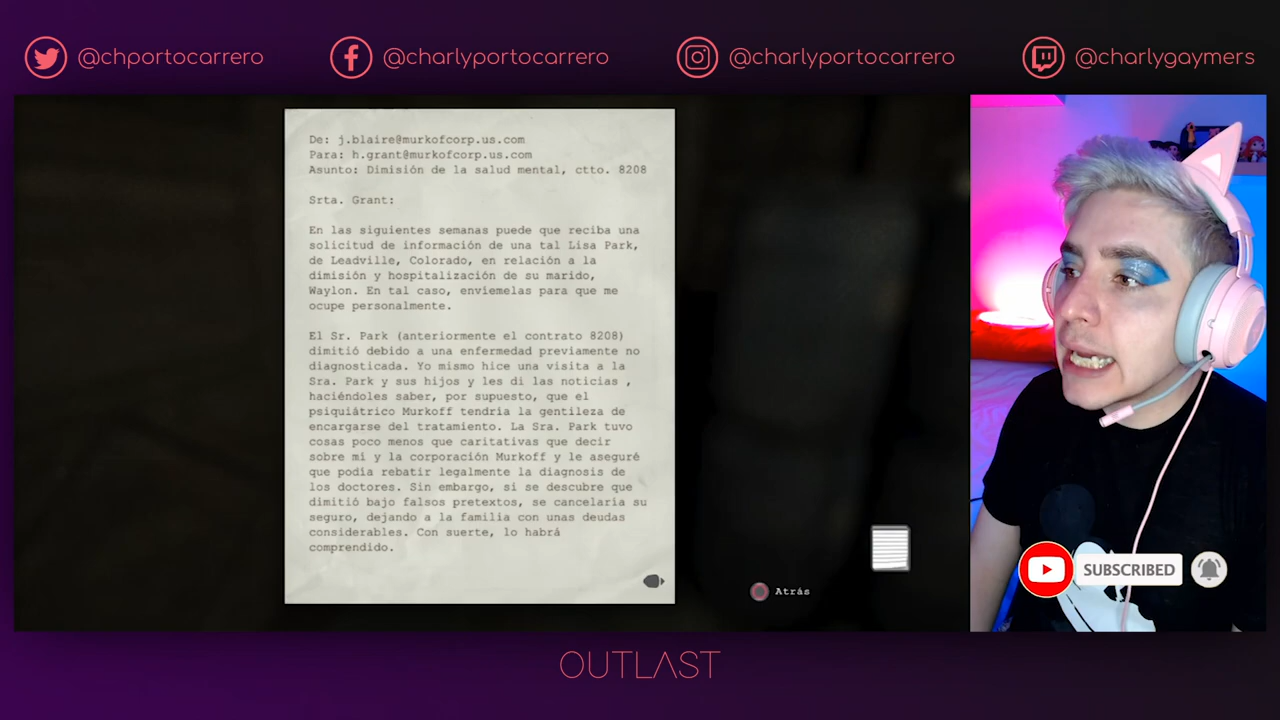 @chportocarrero
@charlyportocarrero
@charlyportocarrero
@charlygaymers
De: j.blaire@murkofcorp.us.com
Para: h.grant@murkofcorp.us.com
Asunto: Dimisión de la salud mental, ctto. 8208
Srta. Grant:
En las siguientes semanas puede que reciba una
solicitud de información de una tal Lisa Park,
de Leadville, Colorado, en relación a la
dimisión y hospitalización de su marido,
Waylon. En tal caso, enviemelas para que me
ocupe personalmente.
El Sr. Park (anteriormente el contrato 8208)
dimitió debido a una enfermedad previamente no
diagnosticada. Yo mismo hice una visita a la
Sra. Park y sus hijos y les di las noticias ,
haciéndoles saber, por supuesto, que el
psiquiátrico Murkoff tendria la gentileza de
encargarse del tratamiento. La Sra. Park tuvo
cosas poco menos que caritativas que decir
sobre mi y la corporación Murkoff y le aseguré
que podia rebatir legalmente la diagnosis de
los doctores. Sin embargo, si se descubre que
dimitió bajo falsos pretextos, se cancelaria su
seguro, dejando a la familia con unas deudas
considerables. Con suerte, lo habrá
comprendido.
Atrás
SUBSCRIBED
OUTLAST